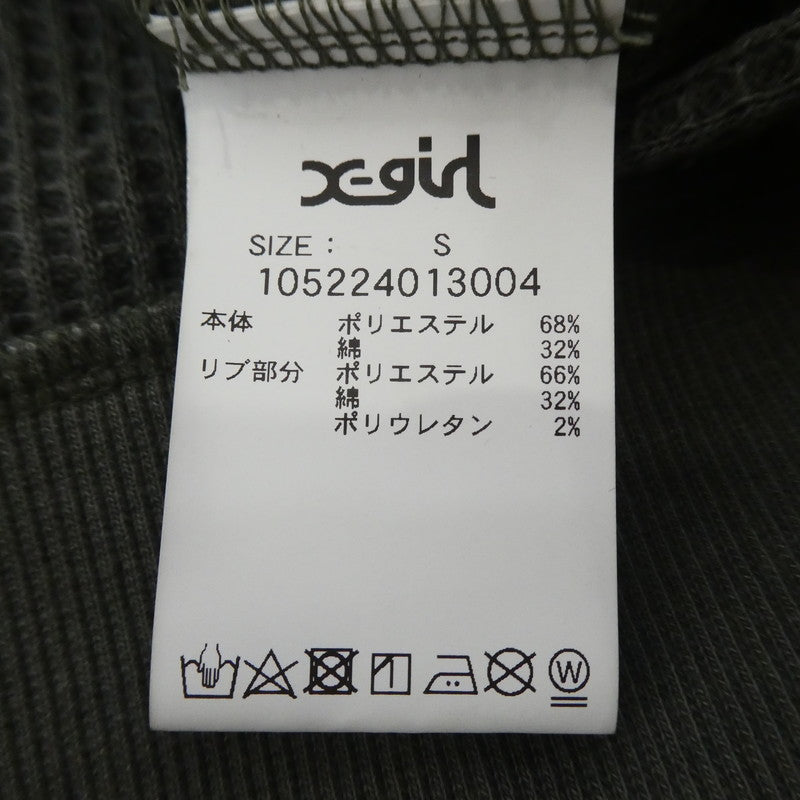 X-girl
SIZE : S
105224013004
本体 ポリエステル 68%
綿 32%
リブ部分 ポリエステル 66%
綿 32%
ポリウレタン 2%
W